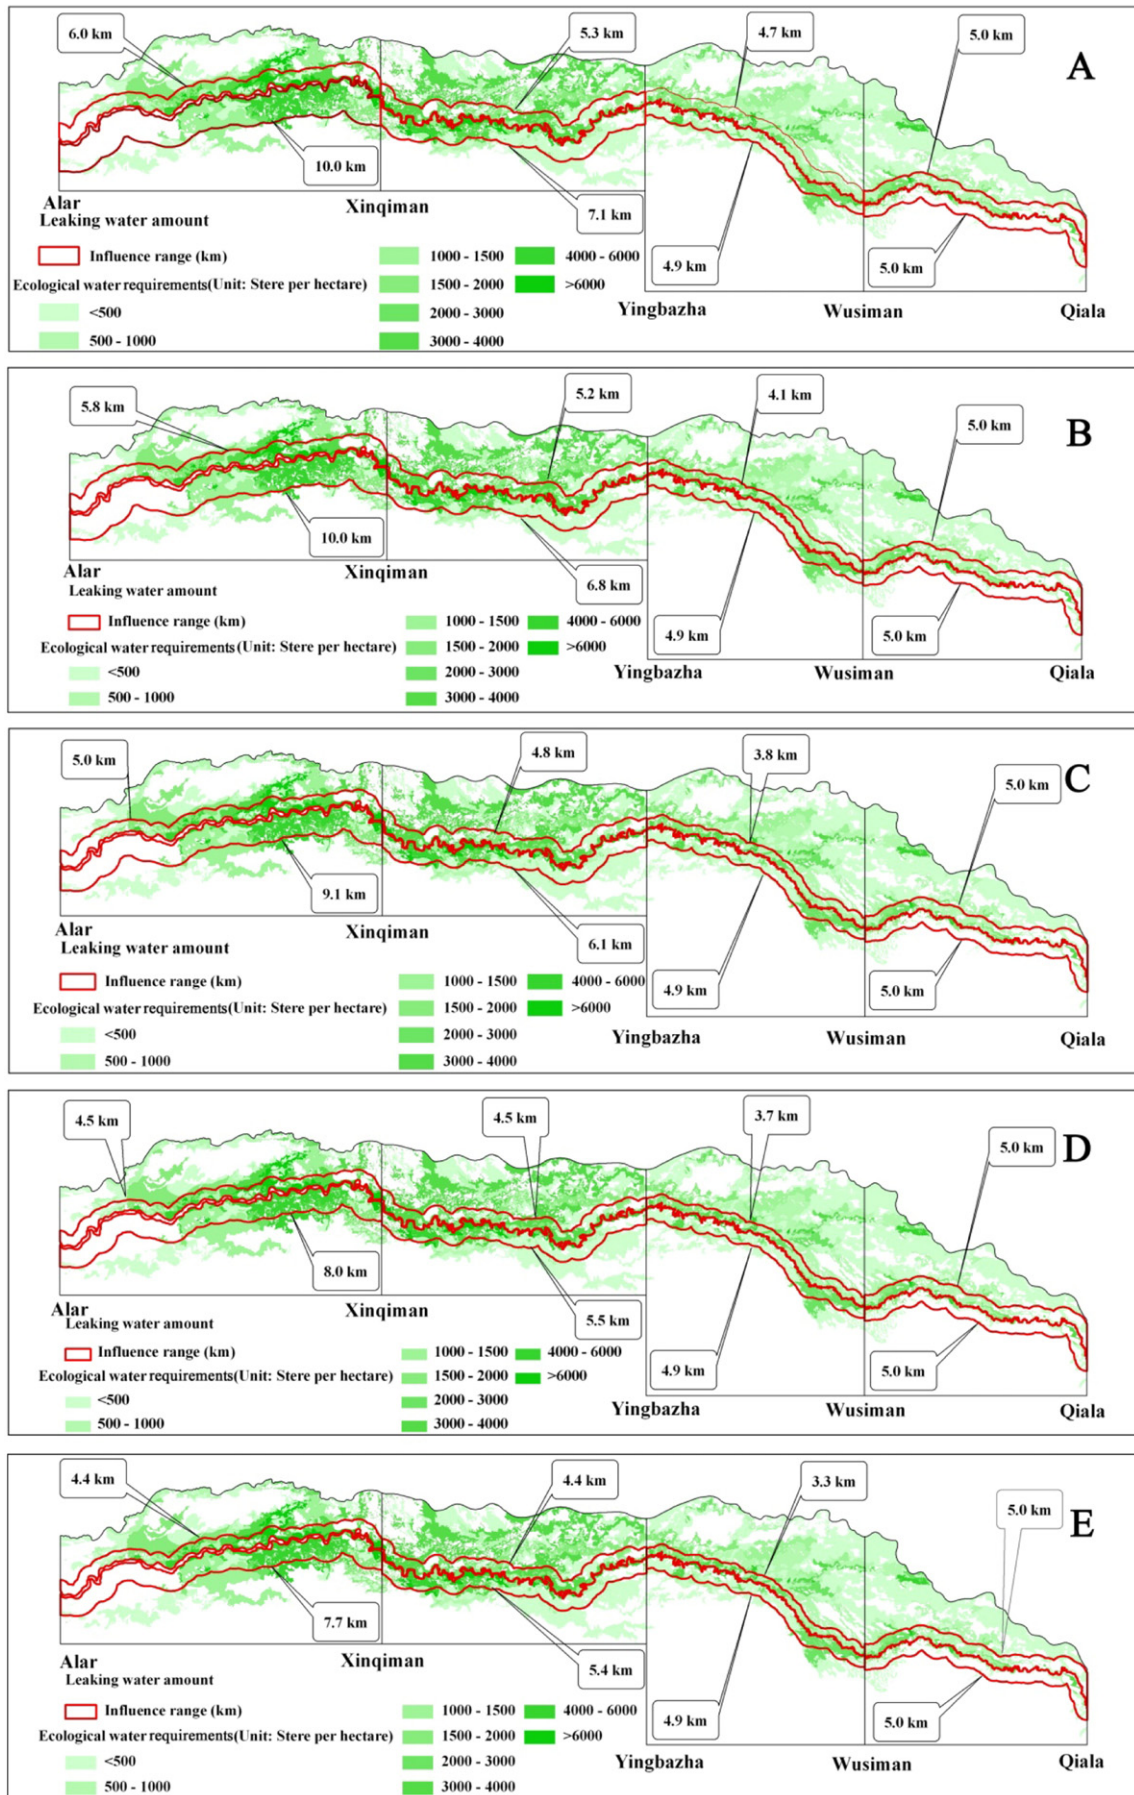 6.0 km
5.3 km
4.7 km
5.0 km
A
10.0 km
7.1 km
4.9 km
5.0 km
Alar
Xinqiman
Leaking water amount
Influence range (km)
Ecological water requirements(Unit: Stere per hectare)
<500
500 - 1000
1000 - 1500
1500 - 2000
2000 - 3000
3000 - 4000
4000 - 6000
>6000
Yingbazha
Wusiman
Qiala
5.8 km
5.2 km
4.1 km
5.0 km
B
10.0 km
6.8 km
4.9 km
5.0 km
Alar
Xinqiman
Leaking water amount
Influence range (km)
Ecological water requirements(Unit: Stere per hectare)
<500
500 - 1000
1000 - 1500
1500 - 2000
2000 - 3000
3000 - 4000
4000 - 6000
>6000
Yingbazha
Wusiman
Qiala
5.0 km
4.8 km
3.8 km
5.0 km
C
9.1 km
6.1 km
4.9 km
5.0 km
Alar
Xinqiman
Leaking water amount
Influence range (km)
Ecological water requirements(Unit: Stere per hectare)
<500
500 - 1000
1000 - 1500
1500 - 2000
2000 - 3000
3000 - 4000
4000 - 6000
>6000
Yingbazha
Wusiman
Qiala
4.5 km
4.5 km
3.7 km
5.0 km
D
8.0 km
5.5 km
4.9 km
5.0 km
Alar
Xinqiman
Leaking water amount
Influence range (km)
Ecological water requirements(Unit: Stere per hectare)
<500
500 - 1000
1000 - 1500
1500 - 2000
2000 - 3000
3000 - 4000
4000 - 6000
>6000
Yingbazha
Wusiman
Qiala
4.4 km
4.4 km
3.3 km
5.0 km
E
7.7 km
5.4 km
4.9 km
5.0 km
Alar
Xinqiman
Leaking water amount
Influence range (km)
Ecological water requirements(Unit: Stere per hectare)
<500
500 - 1000
1000 - 1500
1500 - 2000
2000 - 3000
3000 - 4000
4000 - 6000
>6000
Yingbazha
Wusiman
Qiala